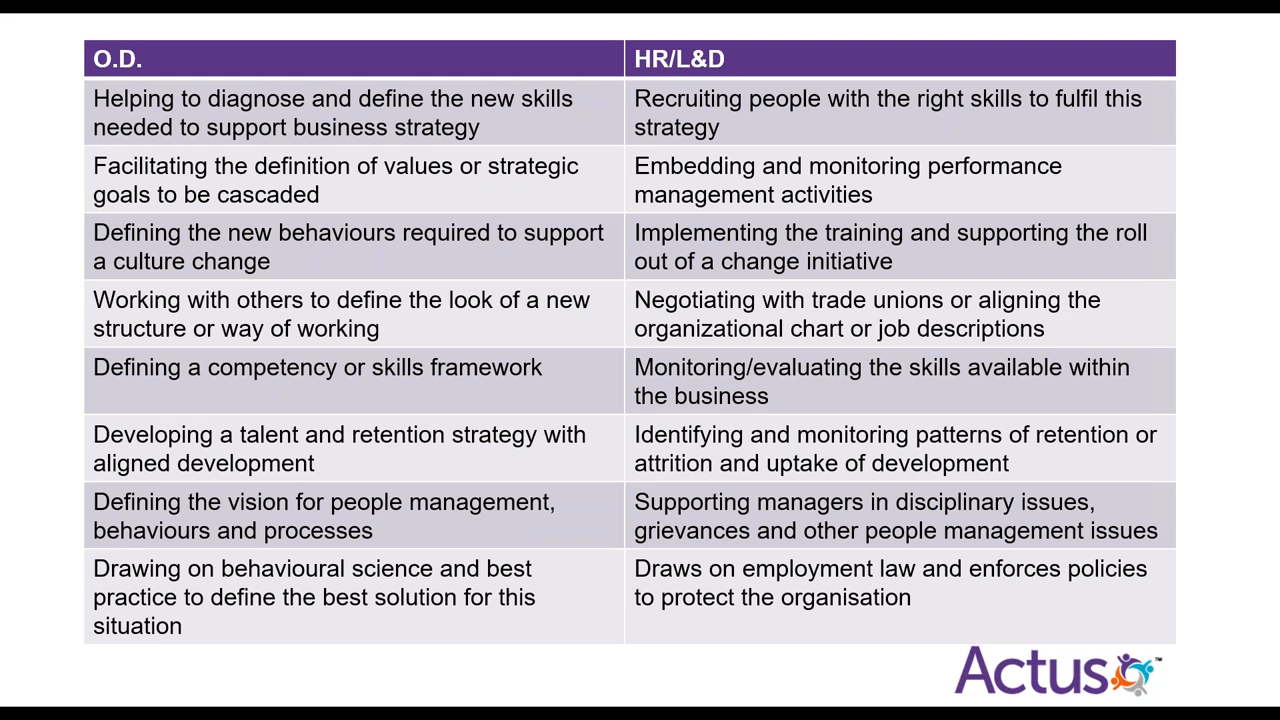 O.D.
HR/L&D
Helping to diagnose and define the new skills
needed to support business strategy
Recruiting people with the right skills to fulfil this
strategy
Facilitating the definition of values or strategic
goals to be cascaded
Embedding and monitoring performance
management activities
Defining the new behaviours required to support
a culture change
Implementing the training and supporting the roll
out of a change initiative
Working with others to define the look of a new
structure or way of working
Negotiating with trade unions or aligning the
organizational chart or job descriptions
Defining a competency or skills framework
Monitoring/evaluating the skills available within
the business
Developing a talent and retention strategy with
aligned development
Identifying and monitoring patterns of retention or
attrition and uptake of development
Defining the vision for people management,
behaviours and processes
Supporting managers in disciplinary issues,
grievances and other people management issues
Drawing on behavioural science and best
practice to define the best solution for this
situation
Draws on employment law and enforces policies
to protect the organisation
Actus™